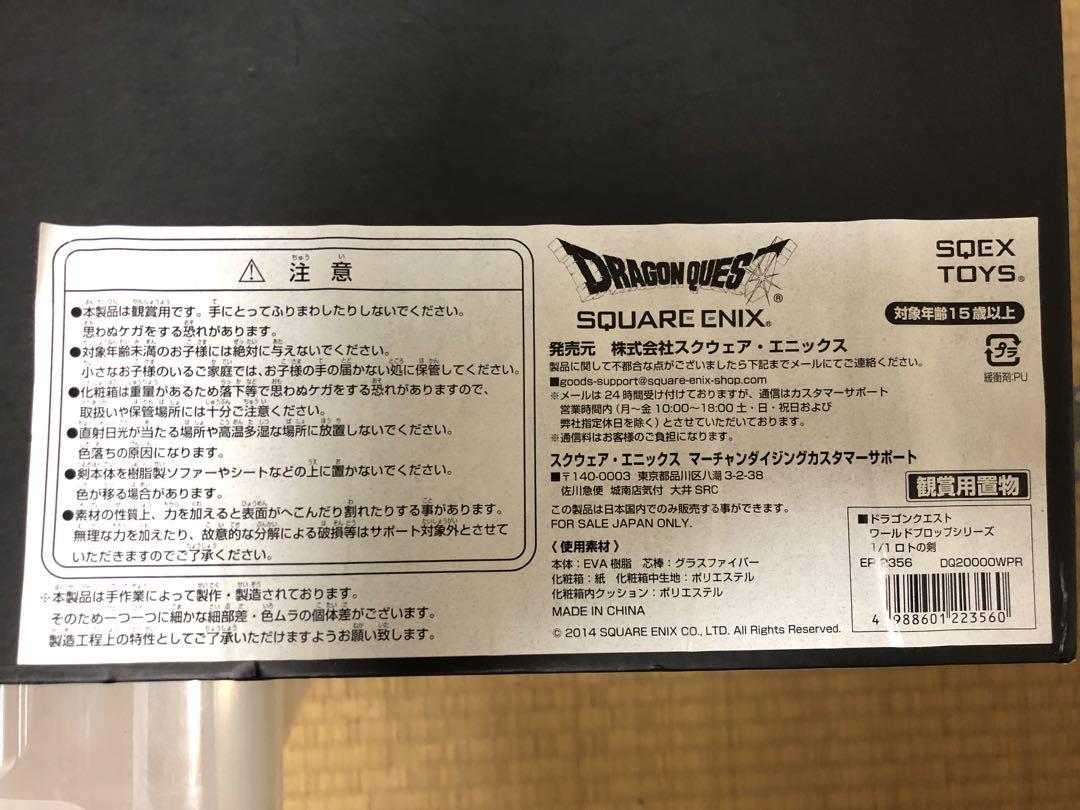 ⚠ 注意
●本製品は観賞用です。手にとってふりまわしたりしないでください。
思わぬケガをする恐れがあります。
●対象年齢未満のお子様には絶対に与えないでください。
小さなお子様のいるご家庭では、お子様の手の届かない処に保管してください。
●化粧箱は重量があるため落下等で思わぬケガをする恐れがありますので、
取扱いや保管場所には十分ご注意ください。
●直射日光が当たる場所や高温多湿な場所に放置しないでください。
色落ちの原因になります。
●剣本体を樹脂製ソファーやシートなどの上に置かないでください。
色が移る場合があります。
●素材の性質上、力を加えると表面がへこんだり割れたりする事があります。
無理な力を加えたり、故意的な分解による破損等はサポート対象外とさせて
いただきますのでご了承ください。
※本製品は手作業によって製作・製造されております。
そのため一つ一つに細かな細部差・色ムラの個体差がございます。
製造工程上の特性としてご了承いただけますようお願い致します。
DRAGON QUEST®
SQUARE ENIX®
SQEX
TOYS®
対象年齢15歳以上
プラ
緩衝剤:PU
発売元 株式会社スクウェア・エニックス
製品に関して不都合な点がございましたら下記までメールにてご連絡ください。
■goods-support@square-enix-shop.com
※メールは24時間受け付けておりますが、通信はカスタマーサポート
営業時間内(月~金 10:00~18:00 土・日・祝日および
弊社指定休日を除く)とさせていただいております。
※通信料はお客様のご負担になります。
スクウェア・エニックス マーチャンダイジングカスタマーサポート
■〒140-0003 東京都品川区八潮3-2-38
佐川急便 城南店気付 大井SRC
この製品は日本国内でのみ販売する事ができます。
FOR SALE JAPAN ONLY.
〈使用素材〉
本体:EVA樹脂 芯棒:グラスファイバー
化粧箱:紙 化粧箱中生地:ポリエステル
化粧箱内クッション:ポリエステル
MADE IN CHINA
© 2014 SQUARE ENIX CO., LTD. All Rights Reserved.
観賞用置物
■ドラゴンクエスト
ワールドプロップシリーズ
1/1 ロトの剣
EP 2356 DQ20000WPR
4 988601 223560